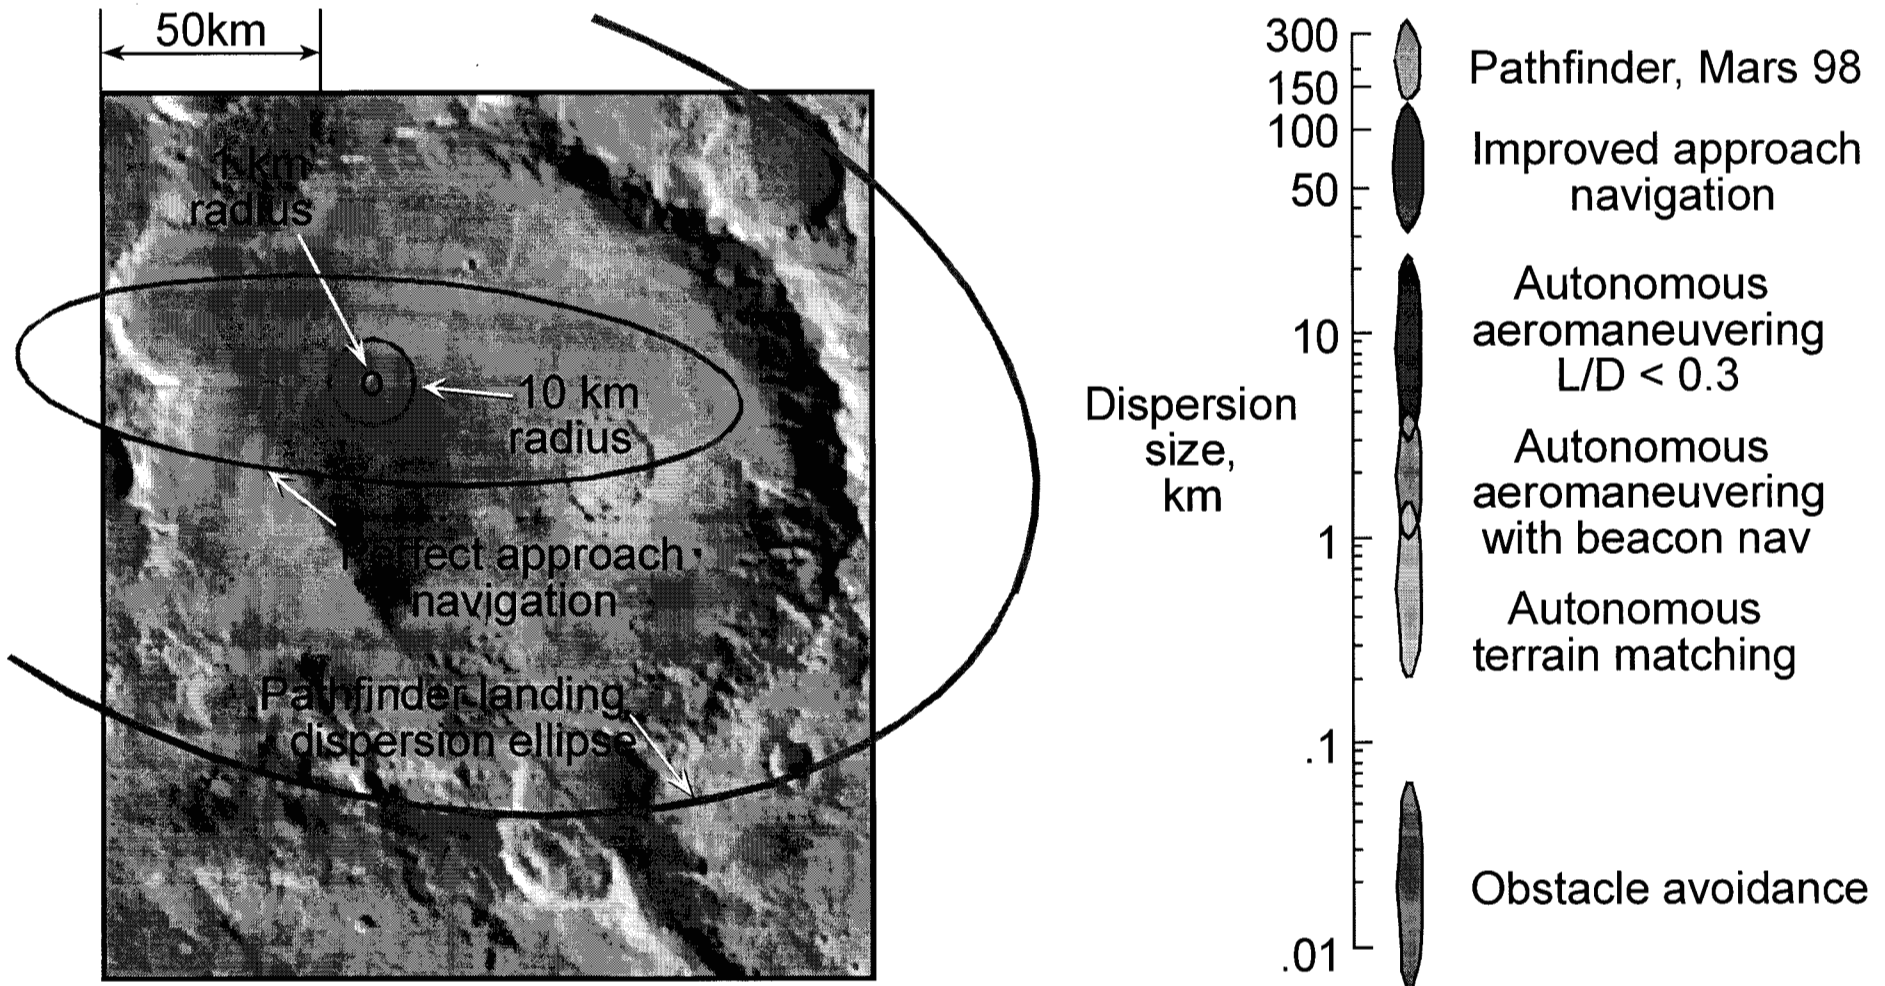 50km
1 km
radius
10 km
radius
Perfect approach
navigation
Pathfinder landing
dispersion ellipse
Dispersion
size,
km
300
150
100
50
10
1
.1
.01
Pathfinder, Mars 98
Improved approach
navigation
Autonomous
aeromaneuvering
L/D < 0.3
Autonomous
aeromaneuvering
with beacon nav
Autonomous
terrain matching
Obstacle avoidance